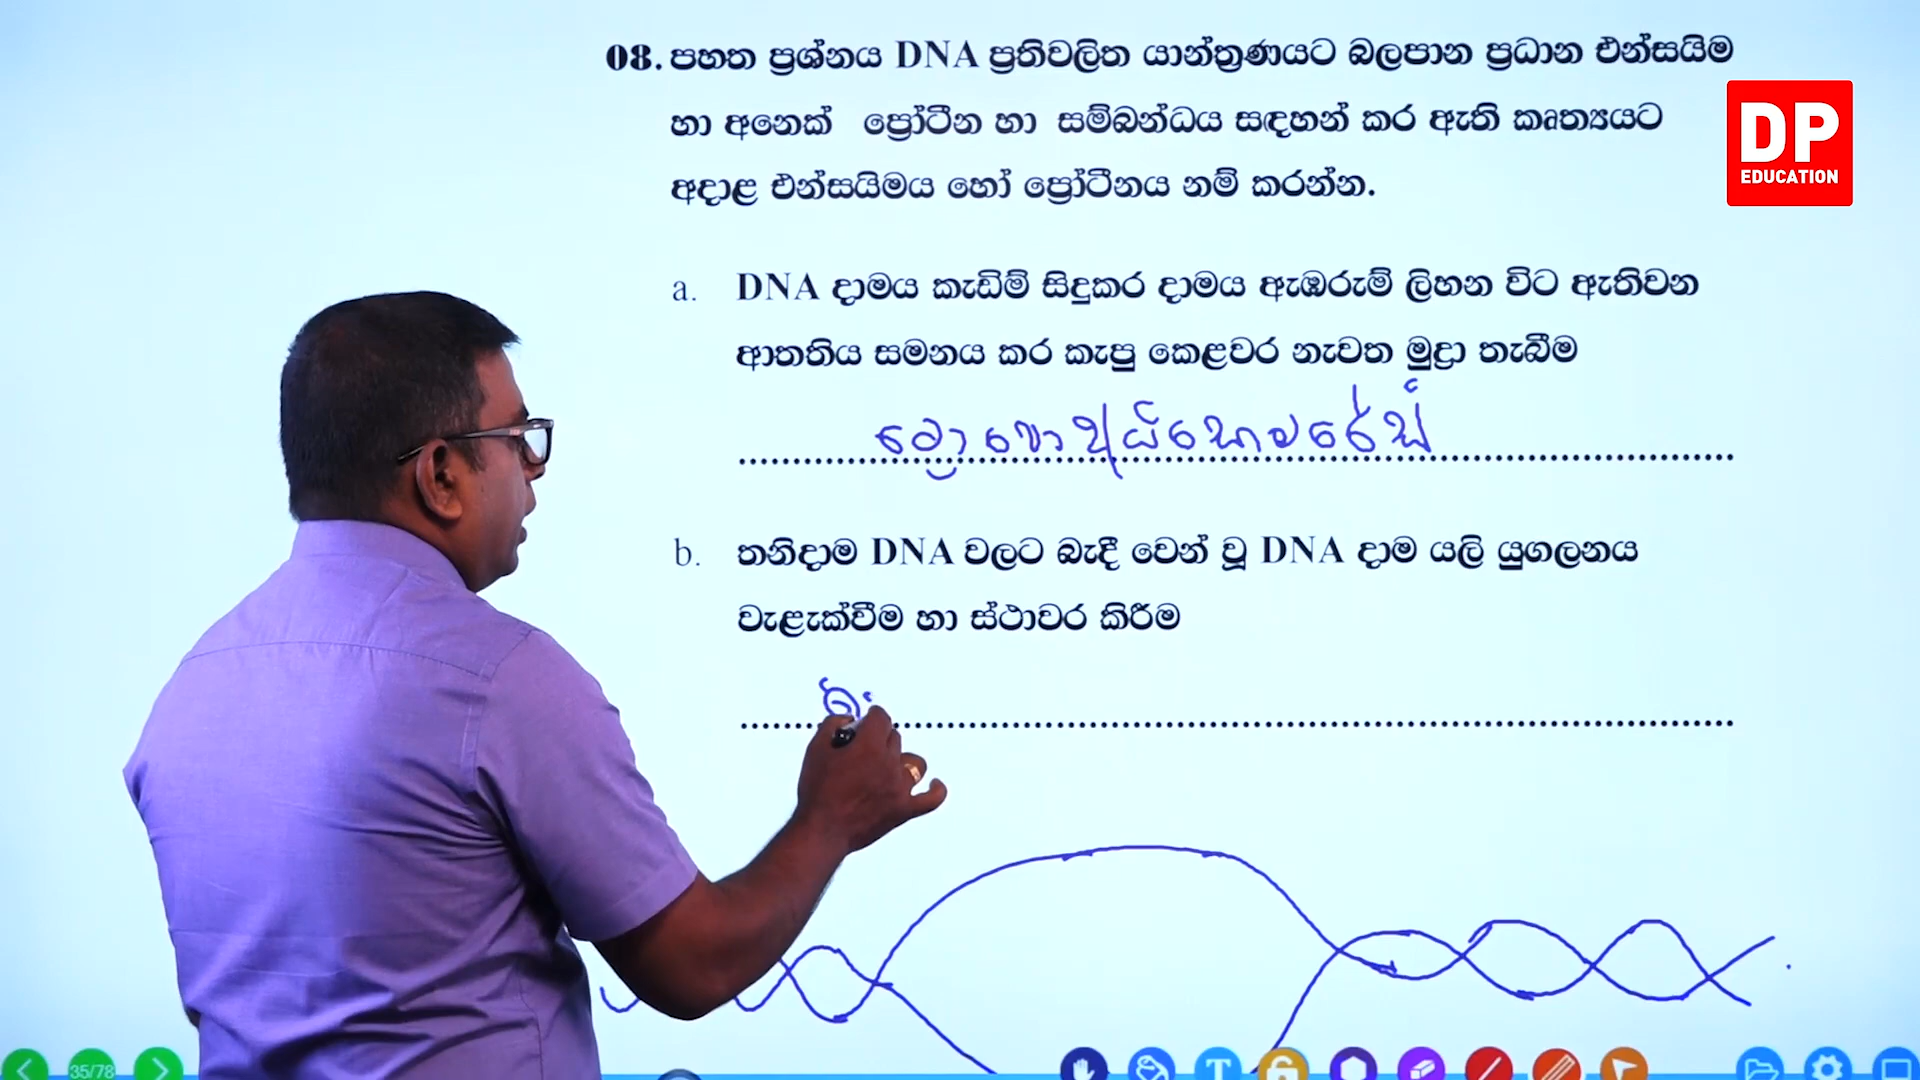 08. පහත ප්‍රශ්නය DNA ප්‍රතිවලිත යාන්ත්‍රණයට බලපාන ප්‍රධාන එන්සයිම
හා අනෙක් ප්‍රෝටීන හා සම්බන්ධය සඳහන් කර ඇති කෘත්‍යයට
අදාළ එන්සයිමය හෝ ප්‍රෝටීනය නම් කරන්න.
DP
EDUCATION
a. DNA දාමය කැඩිම් සිදුකර දාමය ඇඹරුම් ලිහන විට ඇතිවන
ආතතිය සමනය කර කැපු කෙළවර නැවත මුද්‍රා තැබීම
b. තනිදාම DNA වලට බැඳී වෙන් වූ DNA දාම යලි යුගලනය
වැළැක්වීම හා ස්ථාවර කිරීම
35/78